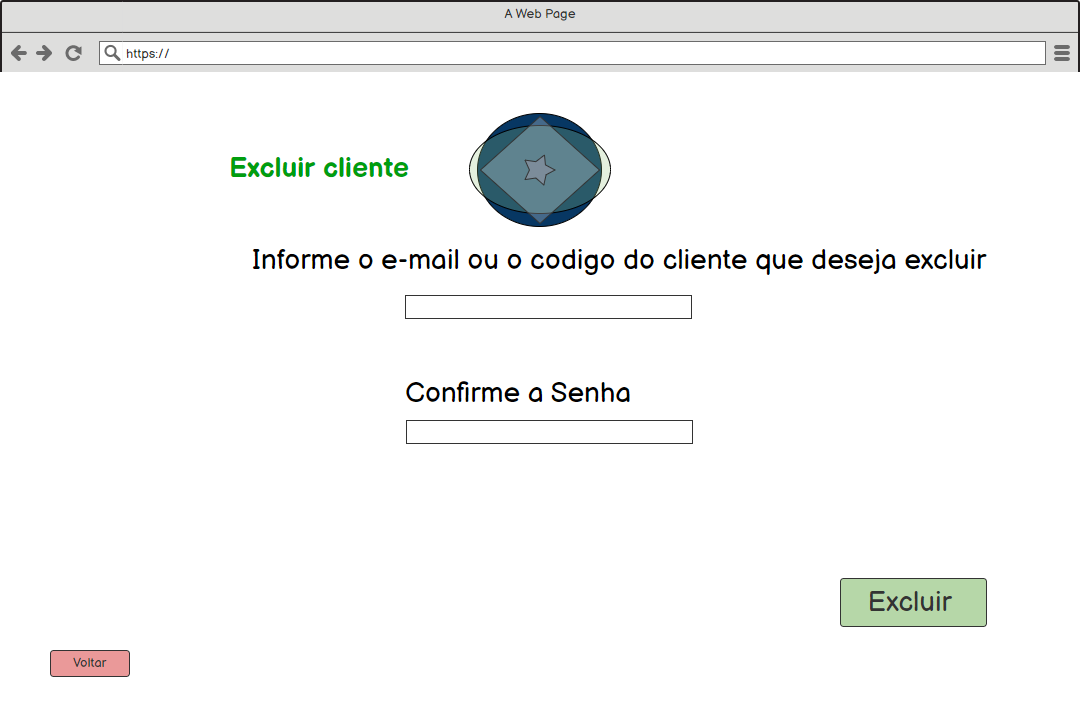 A Web Page
https://
Excluir cliente
Informe o e-mail ou o codigo do cliente que deseja excluir
Confirme a Senha
Excluir
Voltar